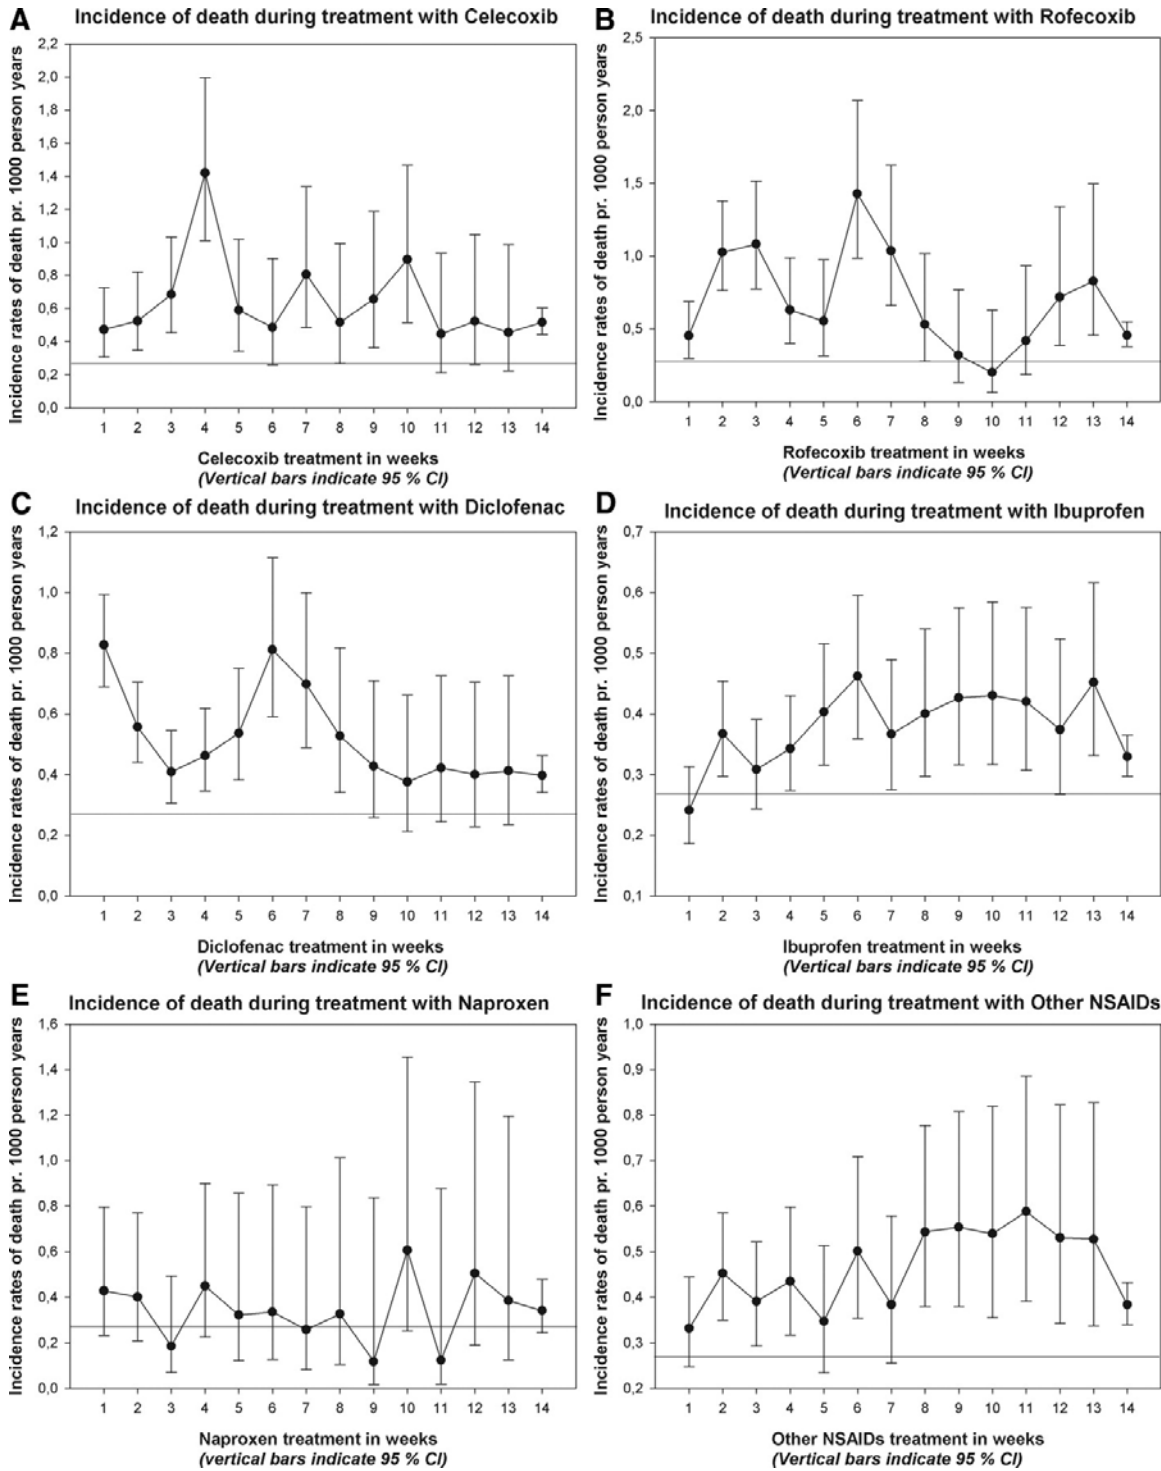 A
Incidence of death during treatment with Celecoxib
Incidence rates of death pr. 1000 person years
2,2
2,0
1,8
1,6
1,4
1,2
1,0
0,8
0,6
0,4
0,2
0,0
1 2 3 4 5 6 7 8 9 10 11 12 13 14
Celecoxib treatment in weeks
(Vertical bars indicate 95 % CI)
B
Incidence of death during treatment with Rofecoxib
Incidence rates of death pr. 1000 person years
2,5
2,0
1,5
1,0
0,5
0,0
1 2 3 4 5 6 7 8 9 10 11 12 13 14
Rofecoxib treatment in weeks
(Vertical bars indicate 95 % CI)
C
Incidence of death during treatment with Diclofenac
Incidence rates of death pr. 1000 person years
1,2
1,0
0,8
0,6
0,4
0,2
0,0
1 2 3 4 5 6 7 8 9 10 11 12 13 14
Diclofenac treatment in weeks
(Vertical bars indicate 95 % CI)
D
Incidence of death during treatment with Ibuprofen
Incidence rates of death pr. 1000 person years
0,7
0,6
0,5
0,4
0,3
0,2
0,1
1 2 3 4 5 6 7 8 9 10 11 12 13 14
Ibuprofen treatment in weeks
(Vertical bars indicate 95 % CI)
E
Incidence of death during treatment with Naproxen
Incidence rates of death pr. 1000 person years
1,6
1,4
1,2
1,0
0,8
0,6
0,4
0,2
0,0
1 2 3 4 5 6 7 8 9 10 11 12 13 14
Naproxen treatment in weeks
(vertical bars indicate 95 % CI)
F
Incidence of death during treatment with Other NSAIDs
Incidence rates of death pr. 1000 person years
1,0
0,9
0,8
0,7
0,6
0,5
0,4
0,3
0,2
1 2 3 4 5 6 7 8 9 10 11 12 13 14
Other NSAIDs treatment in weeks
(Vertical bars indicate 95 % CI)